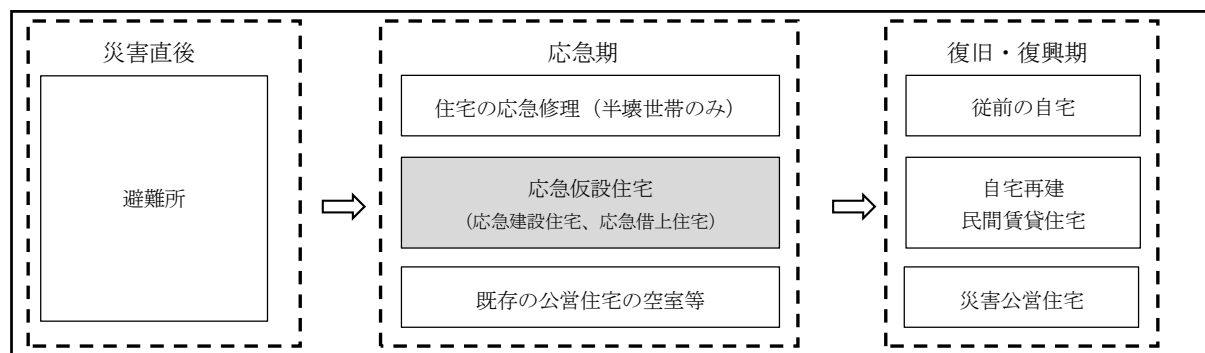 災害直後
避難所
応急期
住宅の応急修理（半壊世帯のみ）
応急仮設住宅
（応急建設住宅、応急借上住宅）
既存の公営住宅の空室等
復旧・復興期
従前の自宅
自宅再建
民間賃貸住宅
災害公営住宅